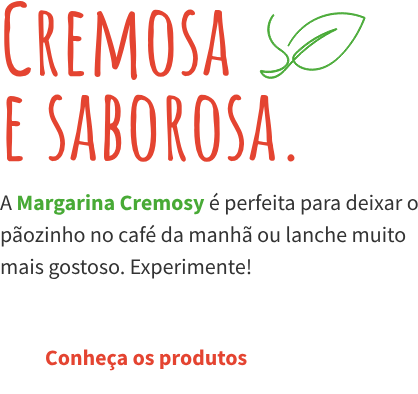 CREMOSA
E SABOROSA.
A Margarina Cremosy é perfeita para deixar o
pãozinho no café da manhã ou lanche muito
mais gostoso. Experimente!
Conheça os produtos